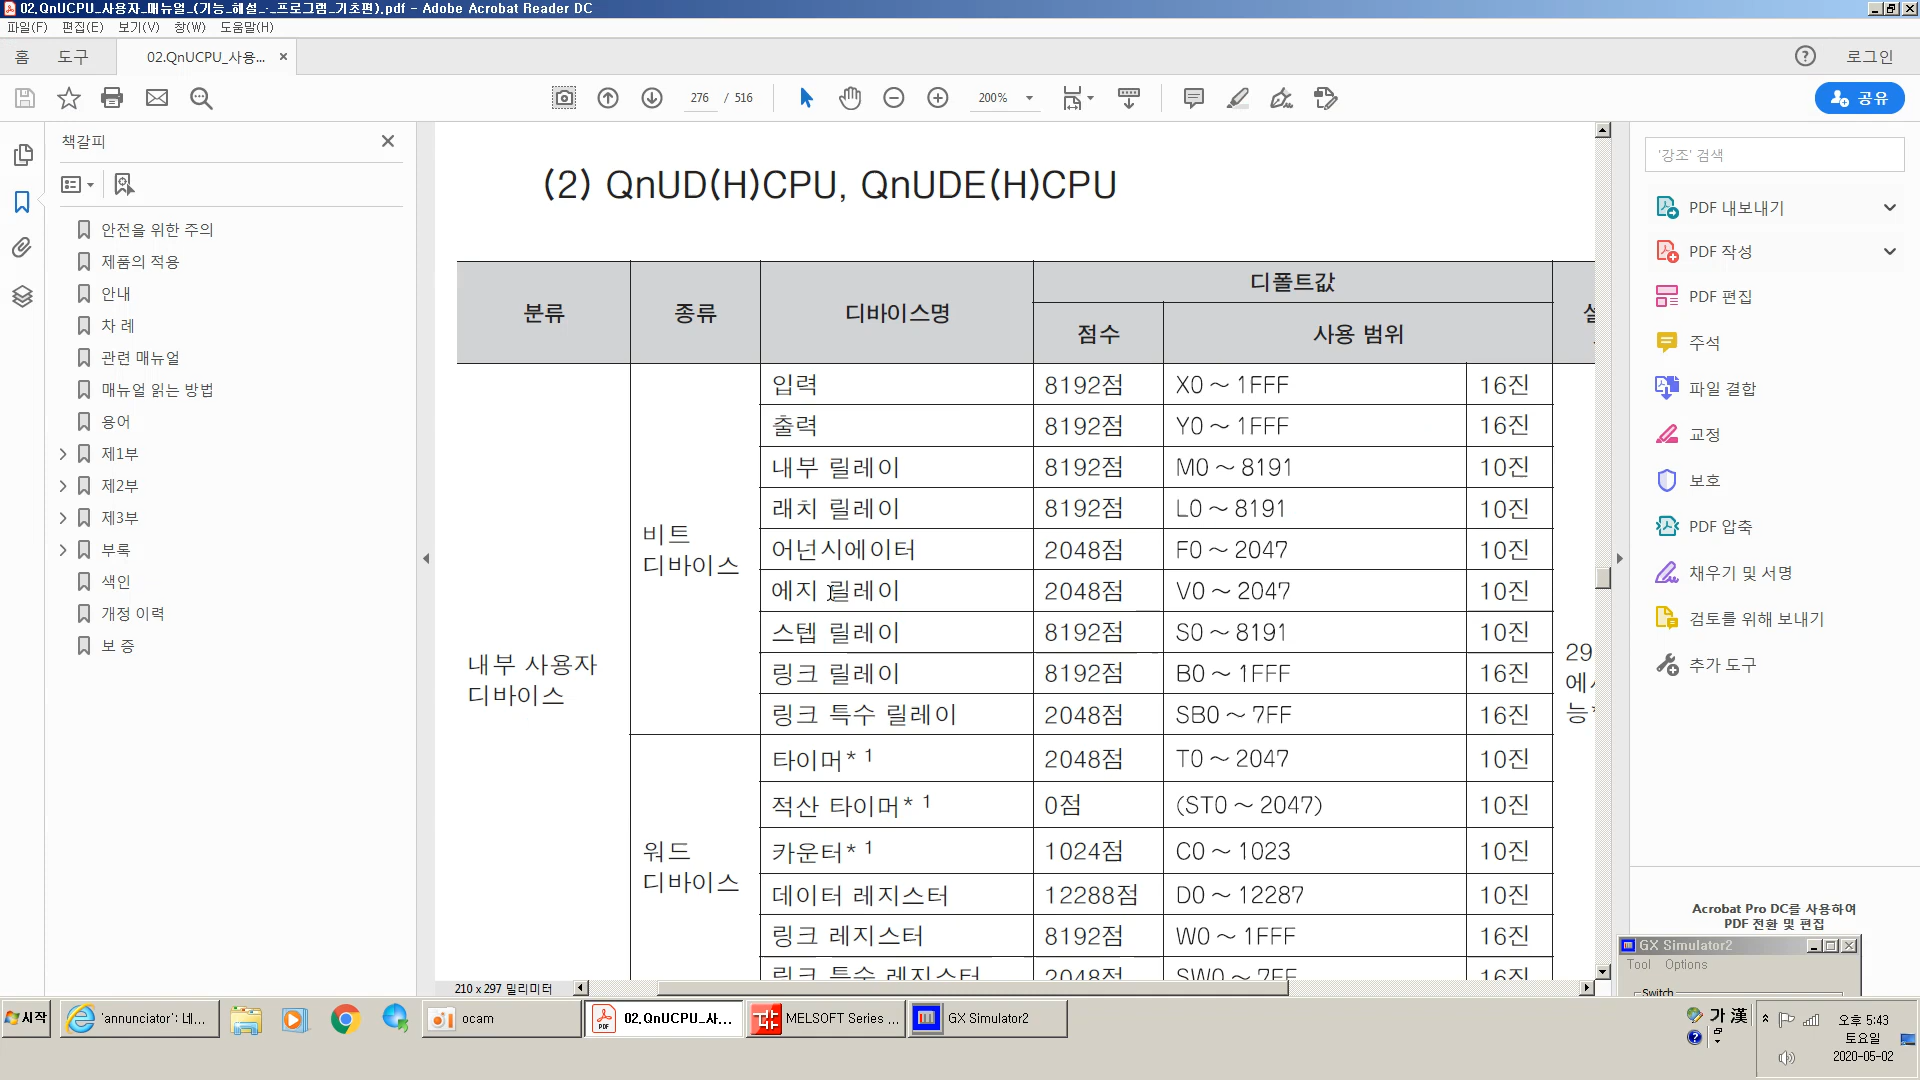 02.QnUCPU_사용자_매뉴얼_(기능_해설_-_프로그램_기초편).pdf - Adobe Acrobat Reader DC
파일(F) 편집(E) 보기(V) 창(W) 도움말(H)
홈 도구 02.QnUCPU_사용... × 로그인
276 / 516 200% 공유
책갈피
안전을 위한 주의
제품의 적용
안내
차 례
관련 매뉴얼
매뉴얼 읽는 방법
용어
제1부
제2부
제3부
부록
색인
개정 이력
보 증
(2) QnUD(H)CPU, QnUDE(H)CPU
분류 종류 디바이스명 디폴트값
점수 사용 범위
내부 사용자
디바이스
비트
디바이스
입력 8192점 X0 ~ 1FFF 16진
출력 8192점 Y0 ~ 1FFF 16진
내부 릴레이 8192점 M0 ~ 8191 10진
래치 릴레이 8192점 L0 ~ 8191 10진
어넌시에이터 2048점 F0 ~ 2047 10진
에지 릴레이 2048점 V0 ~ 2047 10진
스텝 릴레이 8192점 S0 ~ 8191 10진
링크 릴레이 8192점 B0 ~ 1FFF 16진
링크 특수 릴레이 2048점 SB0 ~ 7FF 16진
워드
디바이스
타이머* 1 2048점 T0 ~ 2047 10진
적산 타이머* 1 0점 (ST0 ~ 2047) 10진
카운터* 1 1024점 C0 ~ 1023 10진
데이터 레지스터 12288점 D0 ~ 12287 10진
링크 레지스터 8192점 W0 ~ 1FFF 16진
링크 특수 레지스터 2048점 SW0 ~ 7FF 16진
29
210 x 297 밀리미터
'강조' 검색
PDF 내보내기
PDF 작성
PDF 편집
주석
파일 결합
교정
보호
PDF 압축
채우기 및 서명
검토를 위해 보내기
추가 도구
Acrobat Pro DC를 사용하여
PDF 전환 및 편집
GX Simulator2
Tool Options
Switch
시작 'annunciator' : 네... ocam 02.QnUCPU_사... MELSOFT Series ... GX Simulator2
가 漢
오후 5:43
토요일
2020-05-02